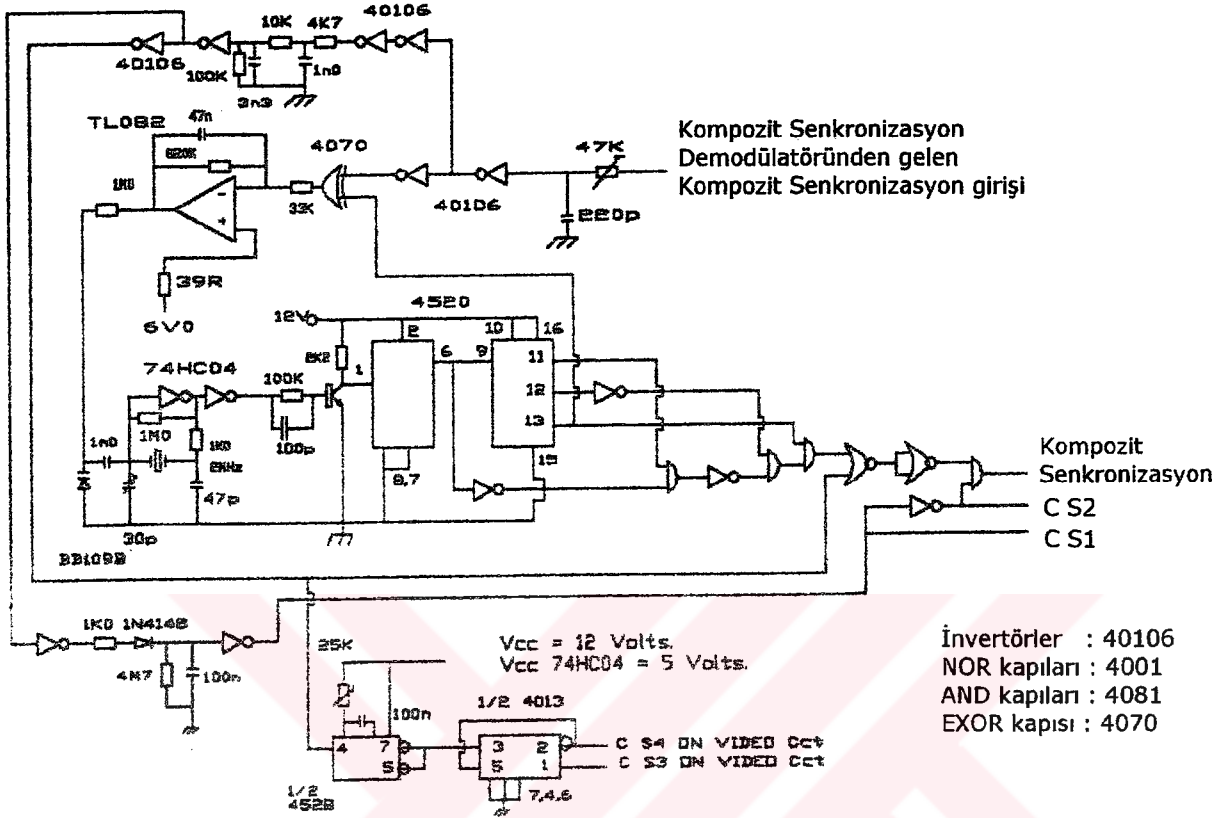 10K
4K7
40106
40106
100K
3n3
1n0
TL082
47n
820K
1M0
33K
4070
40106
47K
220p
Kompozit Senkronizasyon
Demodülatöründen gelen
Kompozit Senkronizasyon girişi
39R
6V0
12V
4520
2K2
1
2
6
9
10
16
11
12
13
15
8,7
74HC04
100K
100p
1n0
1M0
1K0
47p
30p
BB109B
Kompozit
Senkronizasyon
C S2
C S1
1K0 1N4148
4M7
100n
25K
100n
Vcc = 12 Volts.
Vcc 74HC04 = 5 Volts.
İnvertörler : 40106
NOR kapıları : 4001
AND kapıları : 4081
EXOR kapısı : 4070
1/2 4013
4
7
3
2
5
1
7,4,6
C S4 ON VIDEO Cct
C S3 ON VIDEO Cct
1/2
4528